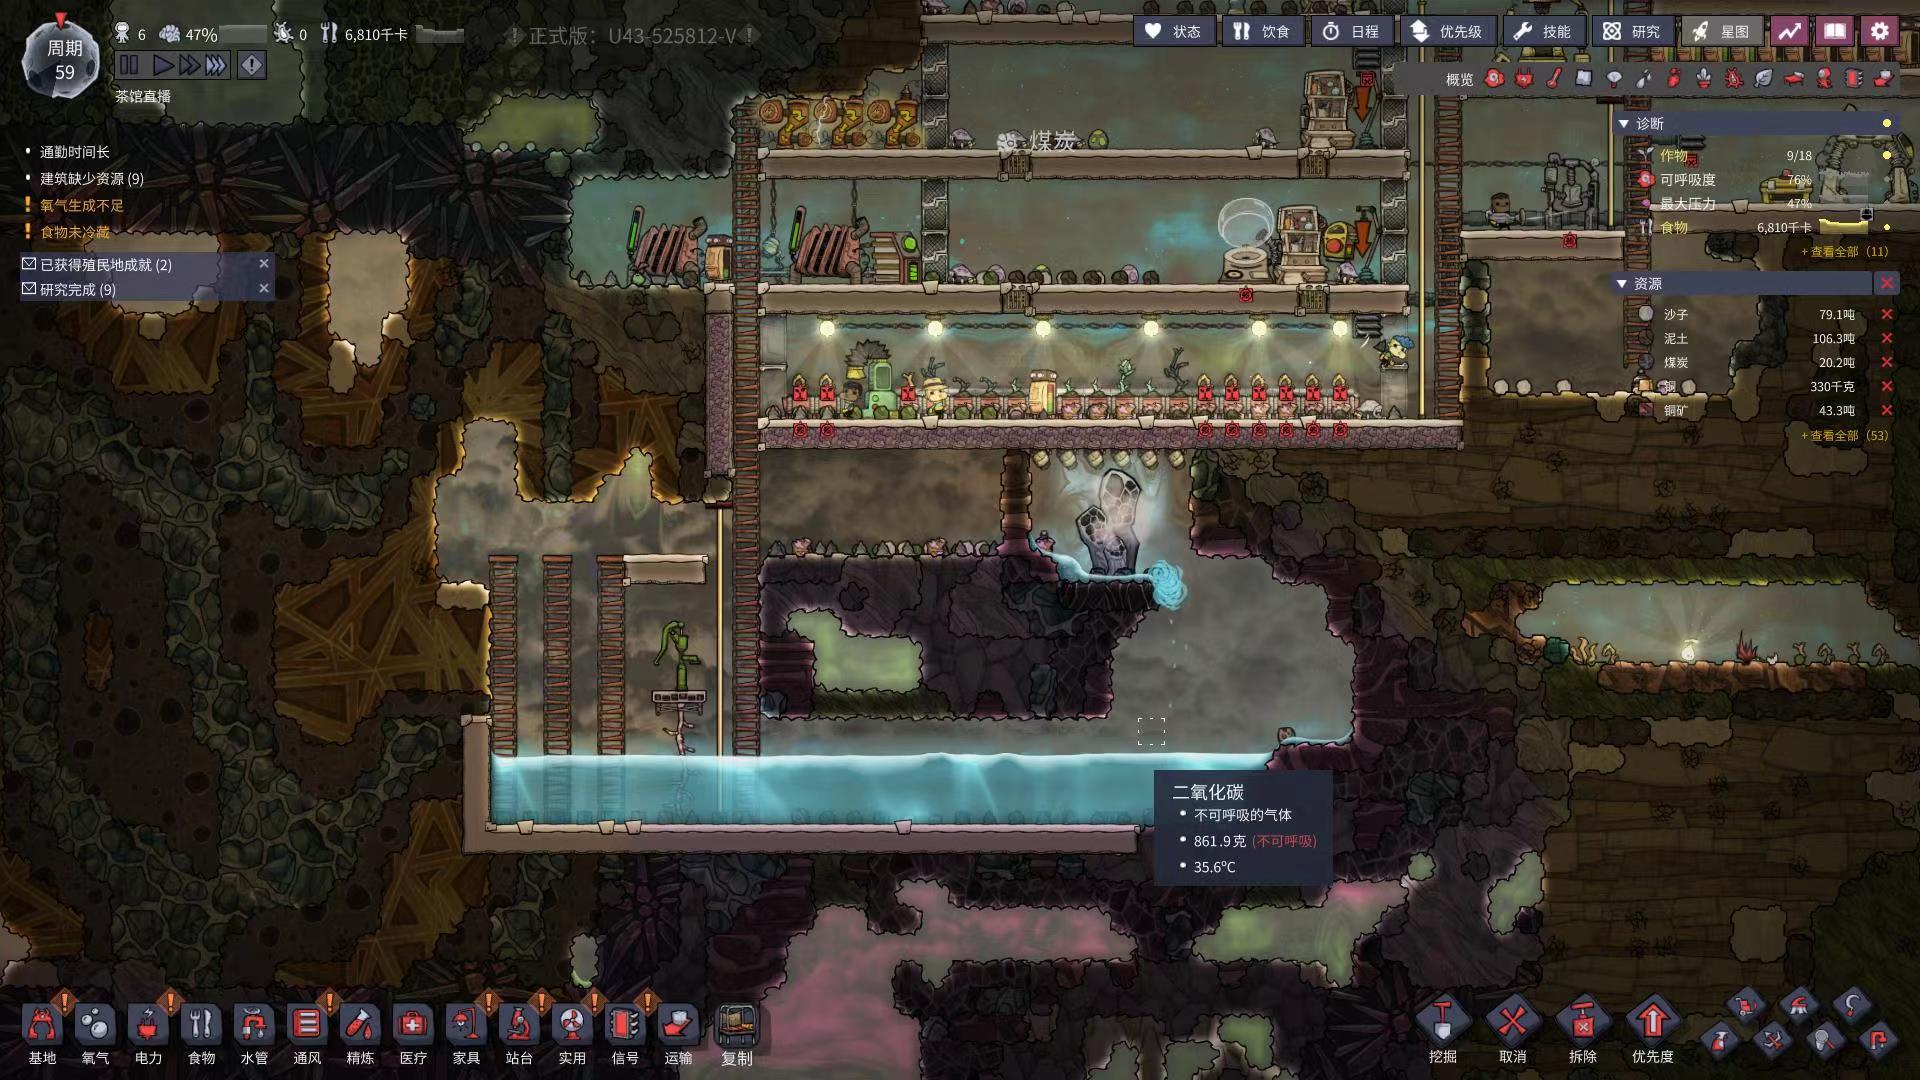 周期
59
6
47%
0
6,810千卡
正式版：U43-525812-V
茶馆直播
状态
饮食
日程
优先级
技能
研究
星图
概览
通勤时间长
建筑缺少资源 (9)
氧气生成不足
食物未冷藏
已获得殖民地成就 (2)
研究完成 (9)
煤炭
诊断
作物 9/18
可呼吸度 76%
最大压力 47%
食物 6,810千卡
+ 查看全部 (11)
资源
沙子 79.1吨
泥土 106.3吨
煤炭 20.2吨
铜 330千克
铜矿 43.3吨
+ 查看全部 (53)
二氧化碳
不可呼吸的气体
861.9克 (不可呼吸)
35.6ºC
基地
氧气
电力
食物
水管
通风
精炼
医疗
家具
站台
实用
信号
运输
复制
挖掘
取消
拆除
优先度